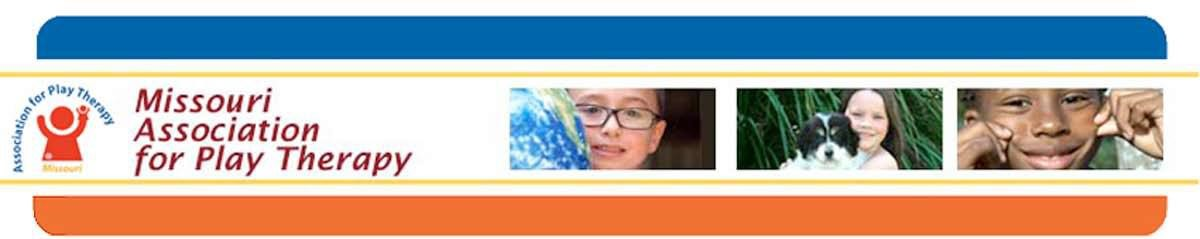 Association for Play Therapy
Missouri
Missouri
Association
for Play Therapy